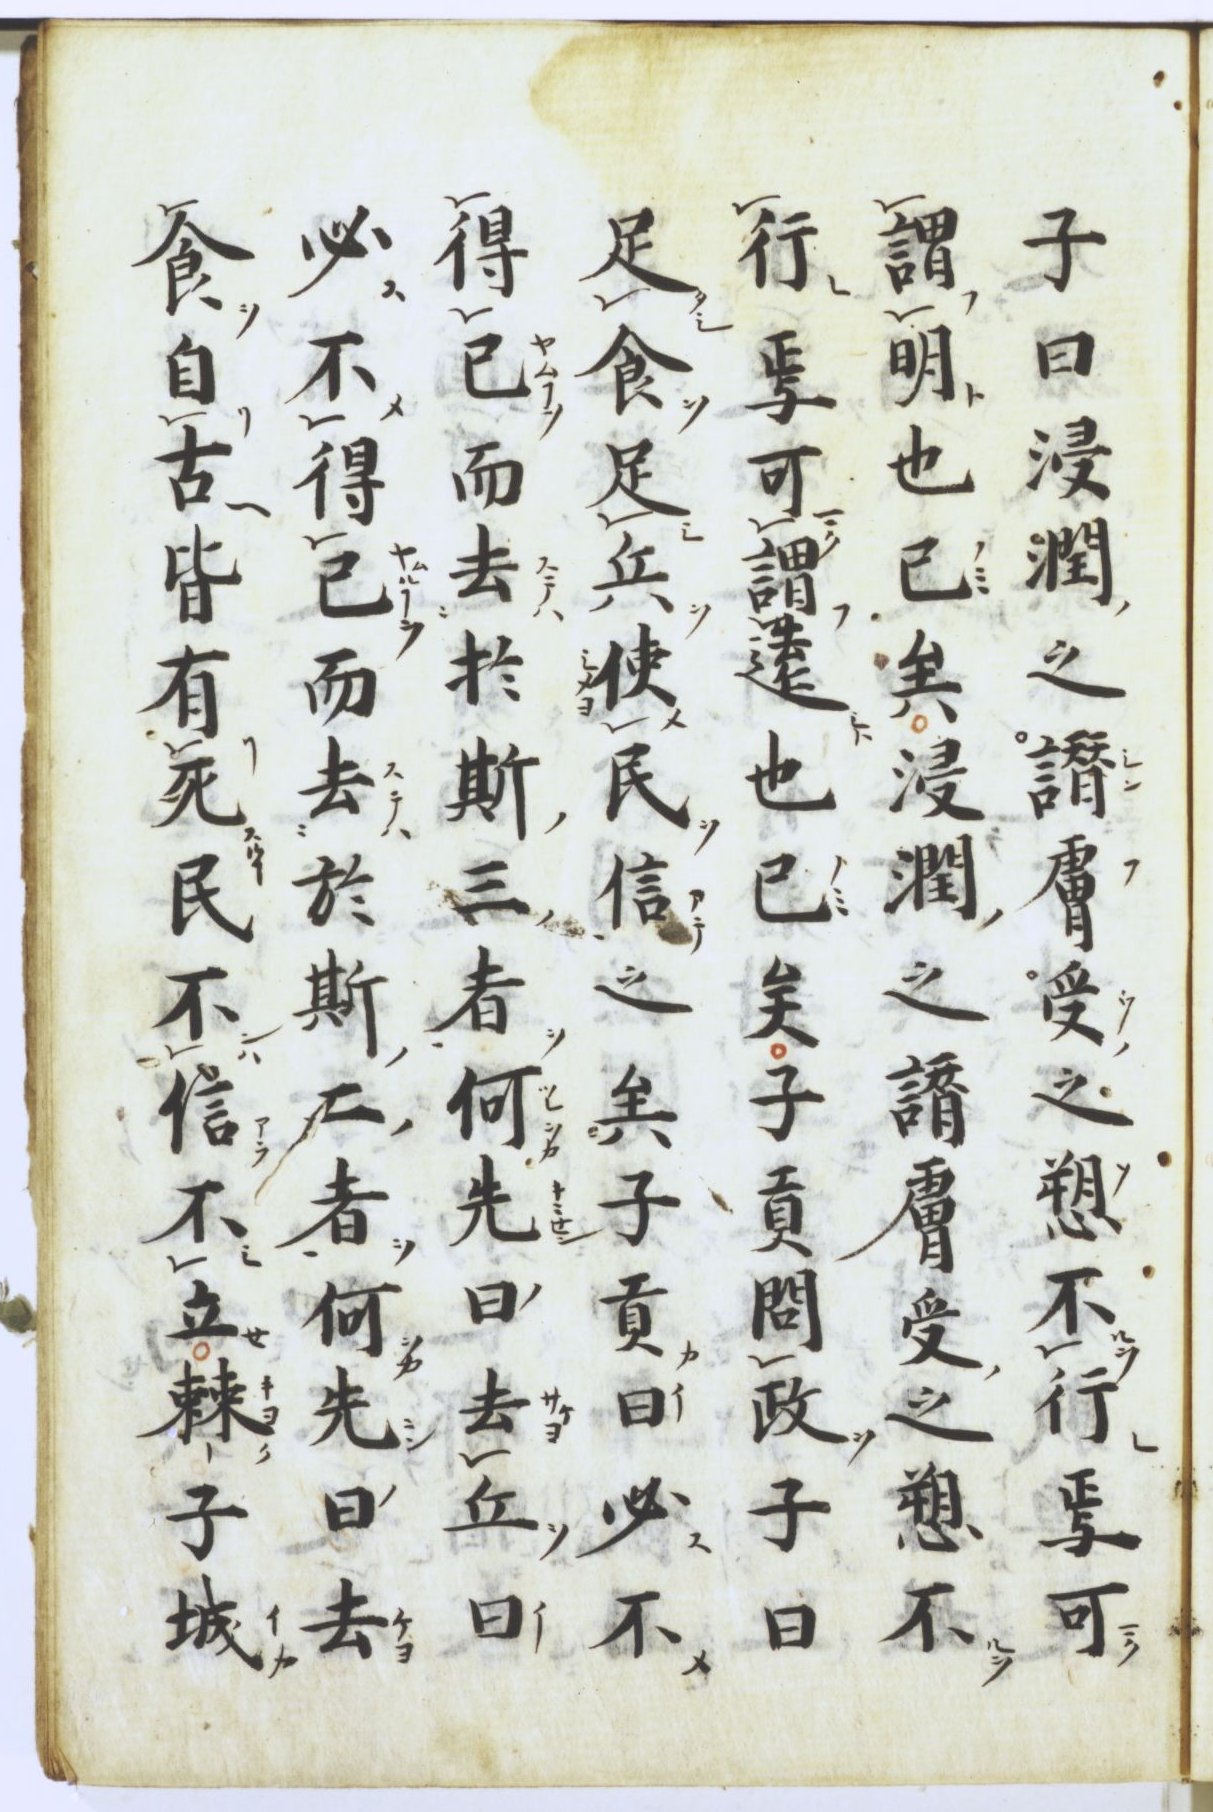 子曰浸潤之譖膚受之愬不行焉可
謂明也已矣浸潤之譖膚受之愬不
行焉可謂遠也已矣子貢問政子曰
足食足兵使民信之矣子貢曰必不
得已而去於斯三者何先曰去兵曰
必不得已而去於斯二者何先曰去
食自古皆有死民不信不立棘子城